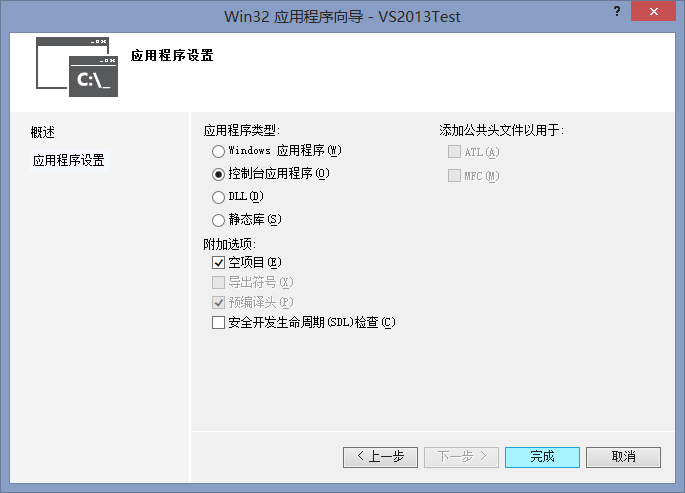 Win32 应用程序向导 - VS2013Test
?
C:\_
应用程序设置
概述
应用程序设置
应用程序类型:
Windows 应用程序(W)
控制台应用程序(O)
DLL(D)
静态库(S)
附加选项:
空项目(E)
导出符号(X)
预编译头(P)
安全开发生命周期(SDL)检查(C)
添加公共头文件以用于:
ATL(A)
MFC(M)
< 上一步
下一步 >
完成
取消